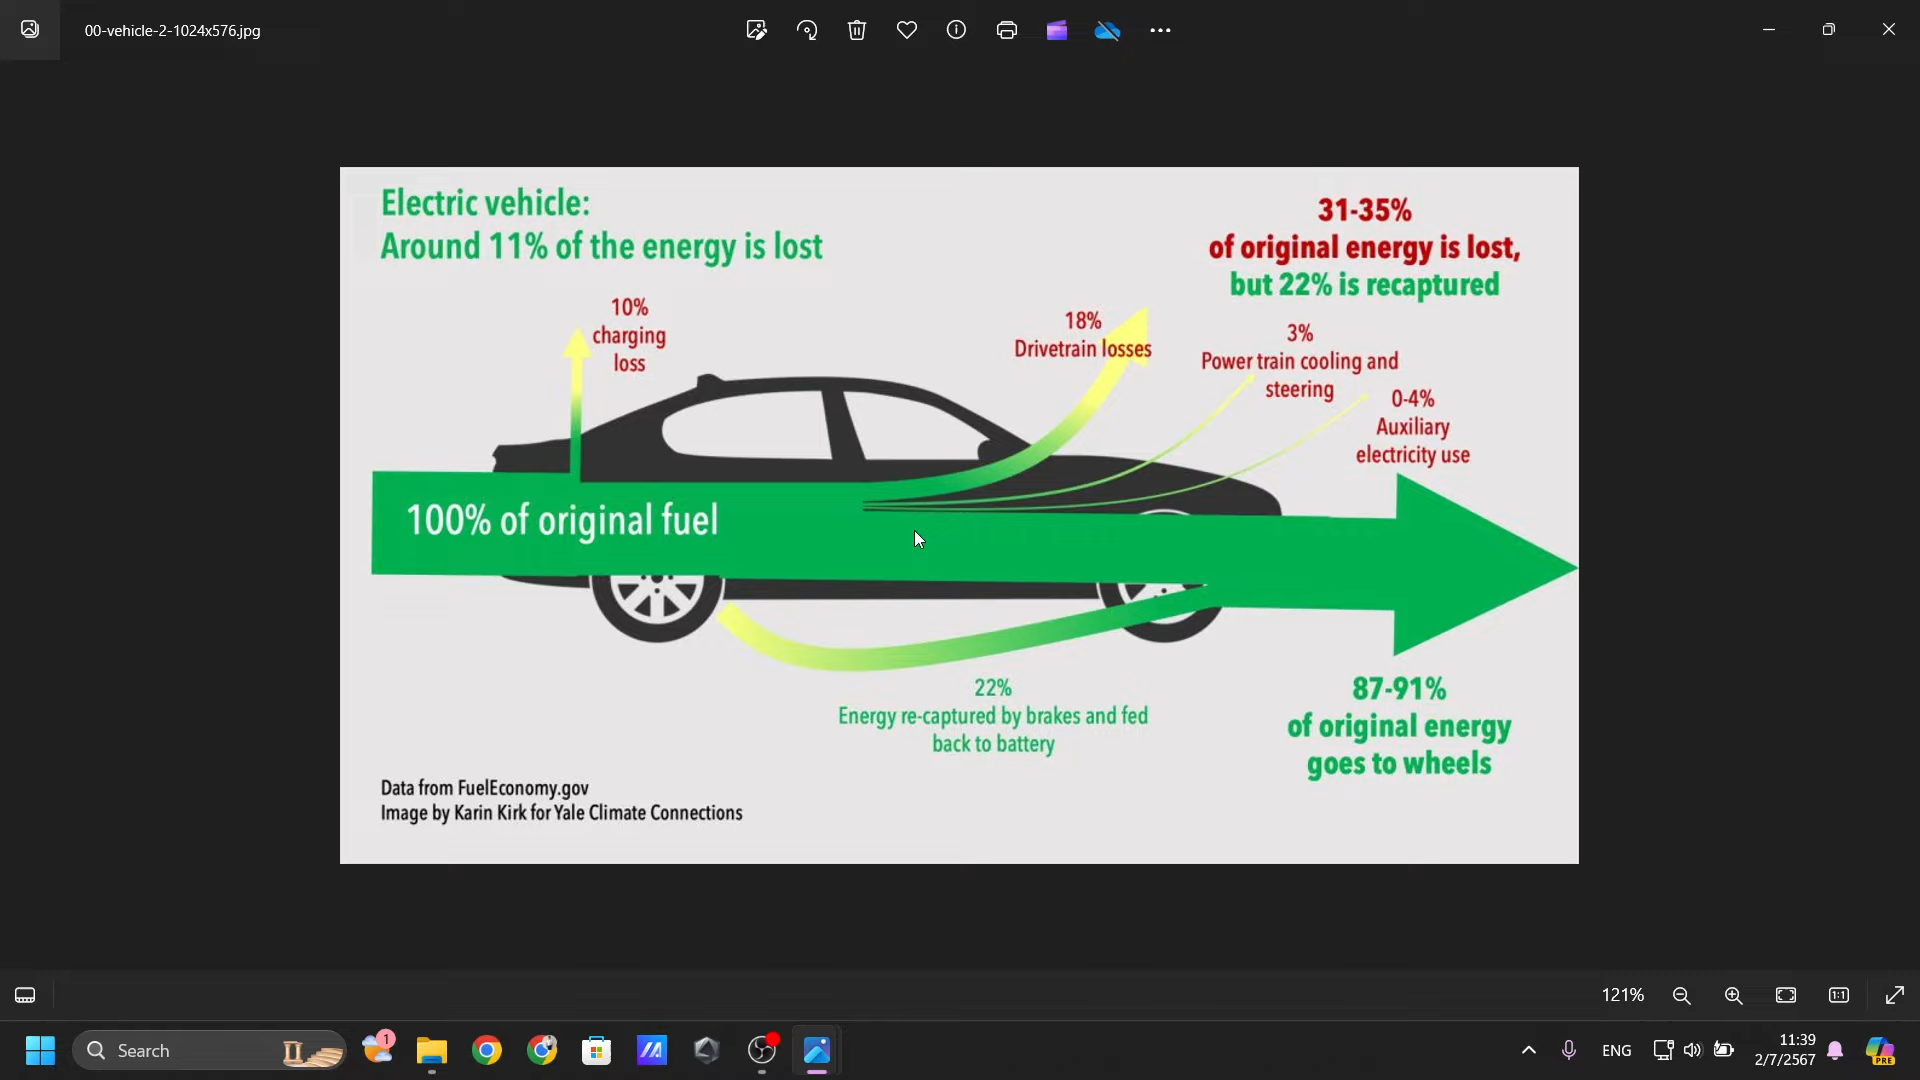 00-vehicle-2-1024x576.jpg
Electric vehicle:
Around 11% of the energy is lost
31-35%
of original energy is lost,
but 22% is recaptured
10%
charging
loss
18%
Drivetrain losses
3%
Power train cooling and
steering
0-4%
Auxiliary
electricity use
100% of original fuel
22%
Energy re-captured by brakes and fed
back to battery
87-91%
of original energy
goes to wheels
Data from FuelEconomy.gov
Image by Karin Kirk for Yale Climate Connections
121%
1:1
Search
1
ENG
11:39
2/7/2567
PRE